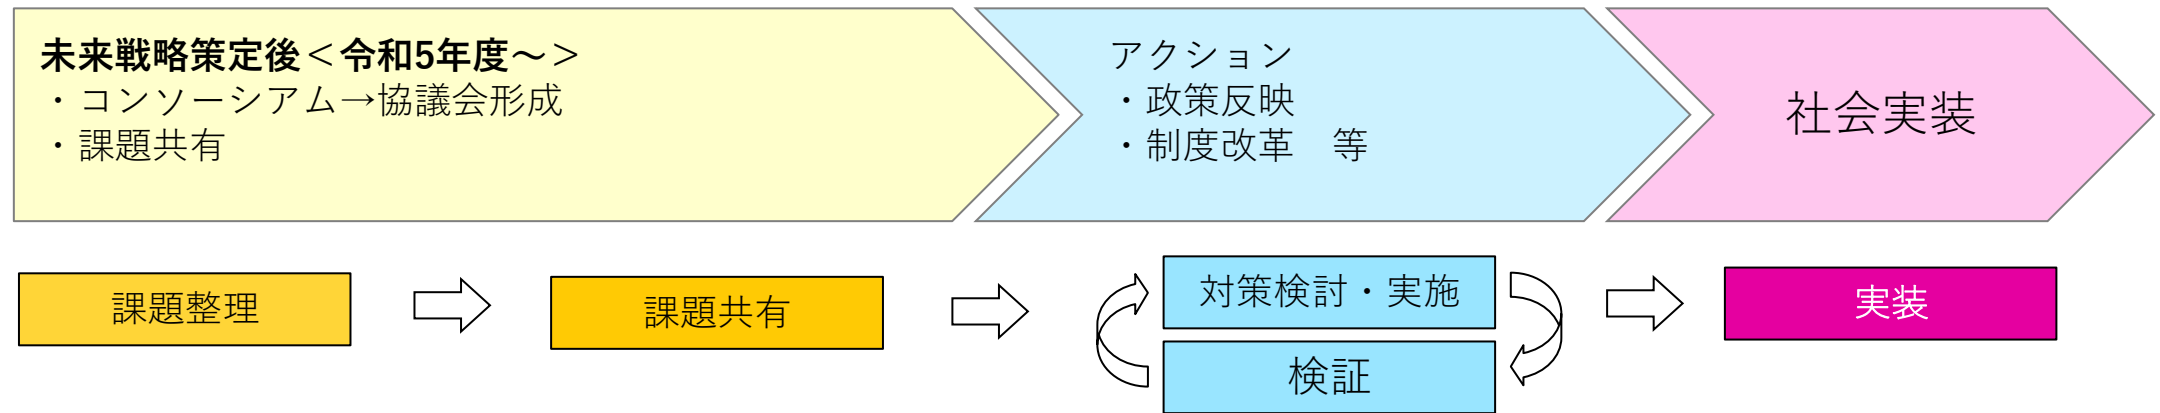 未来戦略策定後＜令和5年度～＞
・コンソーシアム→協議会形成
・課題共有
アクション
・政策反映
・制度改革　等
社会実装
課題整理
課題共有
対策検討・実施
検証
実装